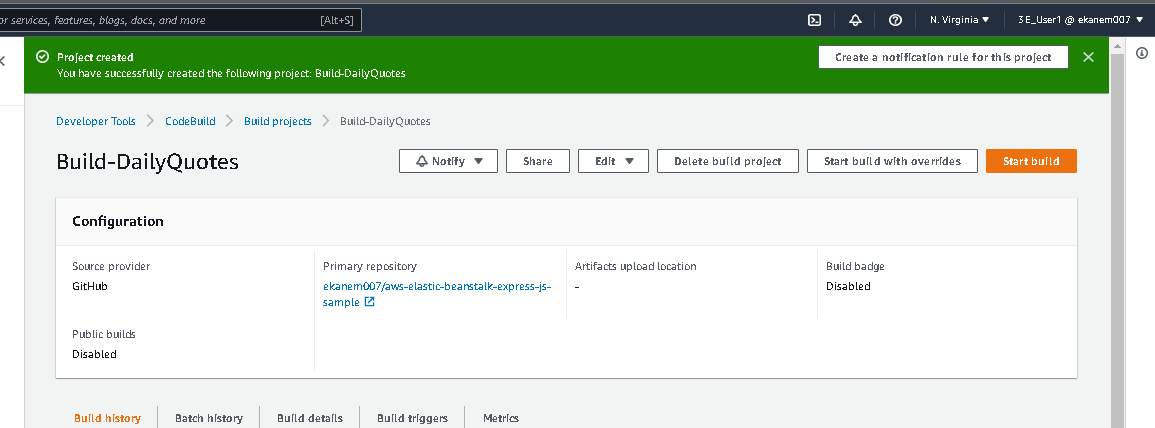 or services, features, blogs, docs, and more [Alt+S] N. Virginia 3E_User1 @ ekanem007
Project created
You have successfully created the following project: Build-DailyQuotes
Create a notification rule for this project
Developer Tools CodeBuild Build projects Build-DailyQuotes
Build-DailyQuotes Notify Share Edit Delete build project Start build with overrides Start build
Configuration
Source provider
GitHub
Primary repository
ekanem007/aws-elastic-beanstalk-express-js-
sample
Artifacts upload location
-
Build badge
Disabled
Public builds
Disabled
Build history Batch history Build details Build triggers Metrics